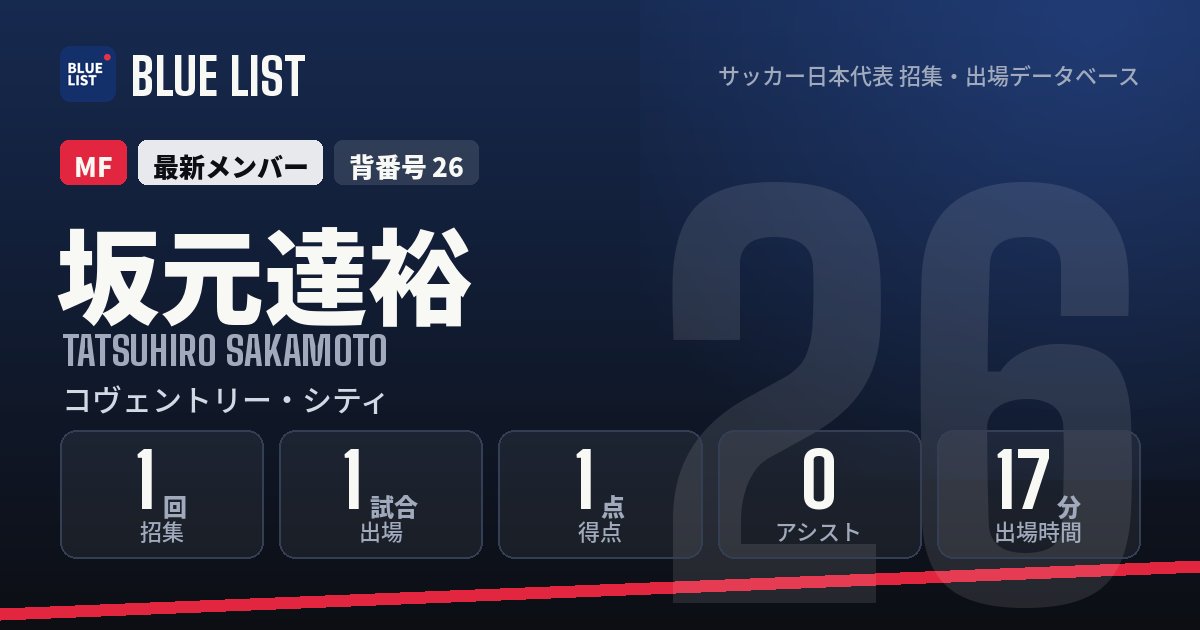 BLUE LIST
BLUE LIST
サッカー日本代表 招集・出場データベース
MF
最新メンバー
背番号 26
26
坂元達裕
TATSUHIRO SAKAMOTO
コヴェントリー・シティ
1回
招集
1試合
出場
1点
得点
0
アシスト
17分
出場時間